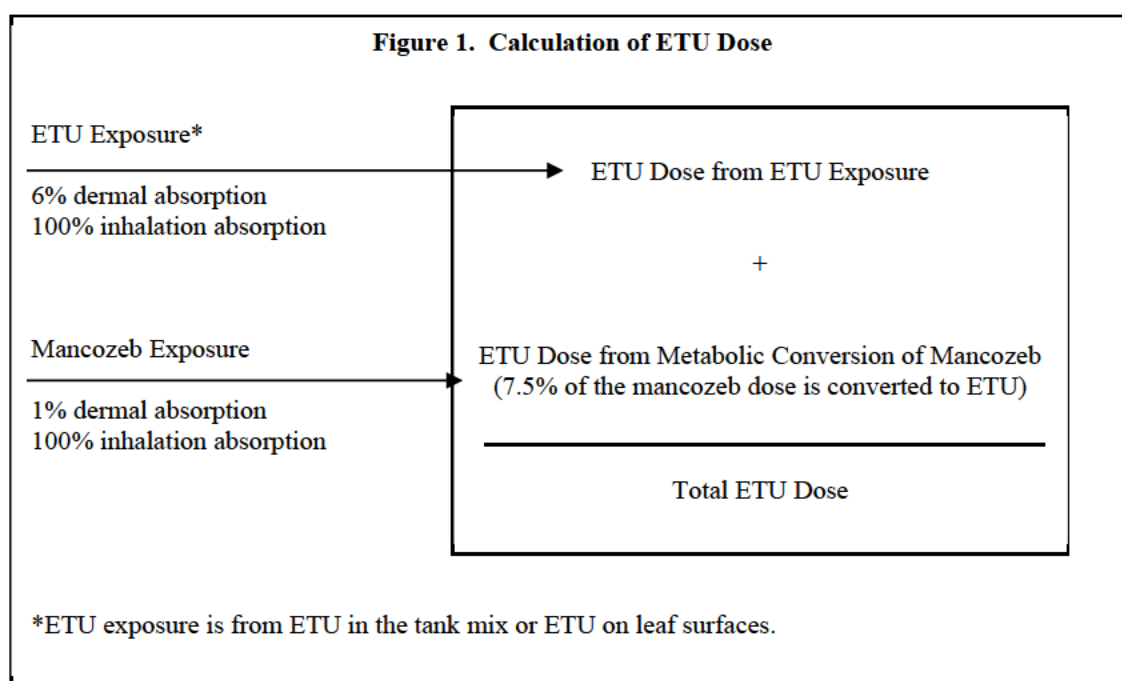 Figure 1. Calculation of ETU Dose
ETU Exposure*
6% dermal absorption
100% inhalation absorption
ETU Dose from ETU Exposure
+
Mancozeb Exposure
1% dermal absorption
100% inhalation absorption
ETU Dose from Metabolic Conversion of Mancozeb
(7.5% of the mancozeb dose is converted to ETU)
Total ETU Dose
*ETU exposure is from ETU in the tank mix or ETU on leaf surfaces.